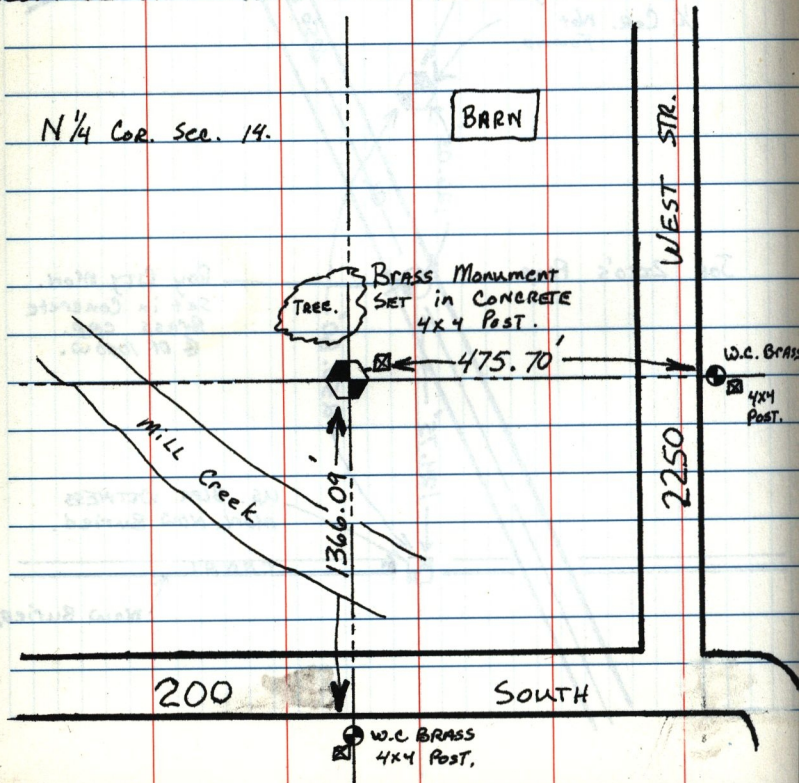 N 1/4 COR. SEC. 14.
BARN
WEST STR.
TREE.
BRASS MONUMENT
SET in CONCRETE
4x4 POST.
475.70'
W.C. BRASS
4x4
POST.
Mill Creek
1366.09'
2250
200 SOUTH
W.C BRASS
4x4 POST.